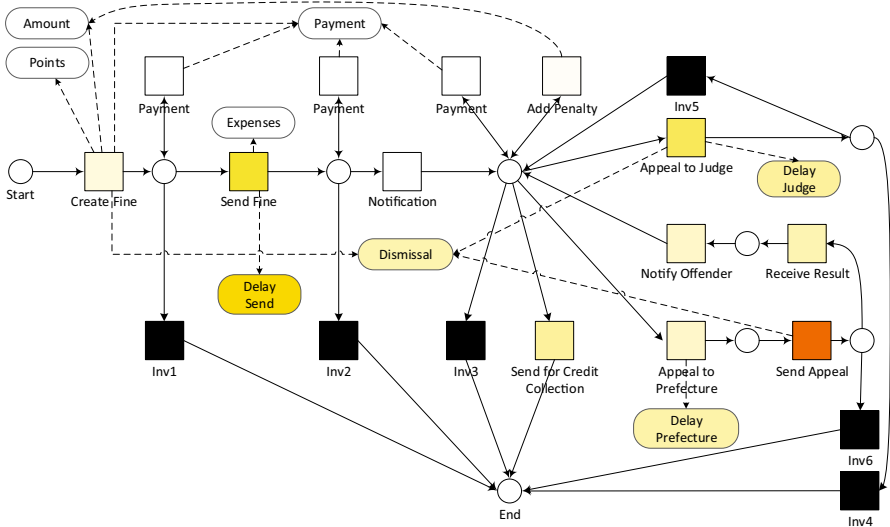 Amount
Payment
Points
Payment
Payment
Payment
Add Penalty
Inv5
Expenses
Start
Create Fine
Send Fine
Notification
Appeal to Judge
Delay
Judge
Dismissal
Notify Offender
Receive Result
Delay
Send
Inv1
Inv2
Inv3
Send for Credit
Collection
Appeal to
Prefecture
Send Appeal
Delay
Prefecture
Inv6
End
Inv4